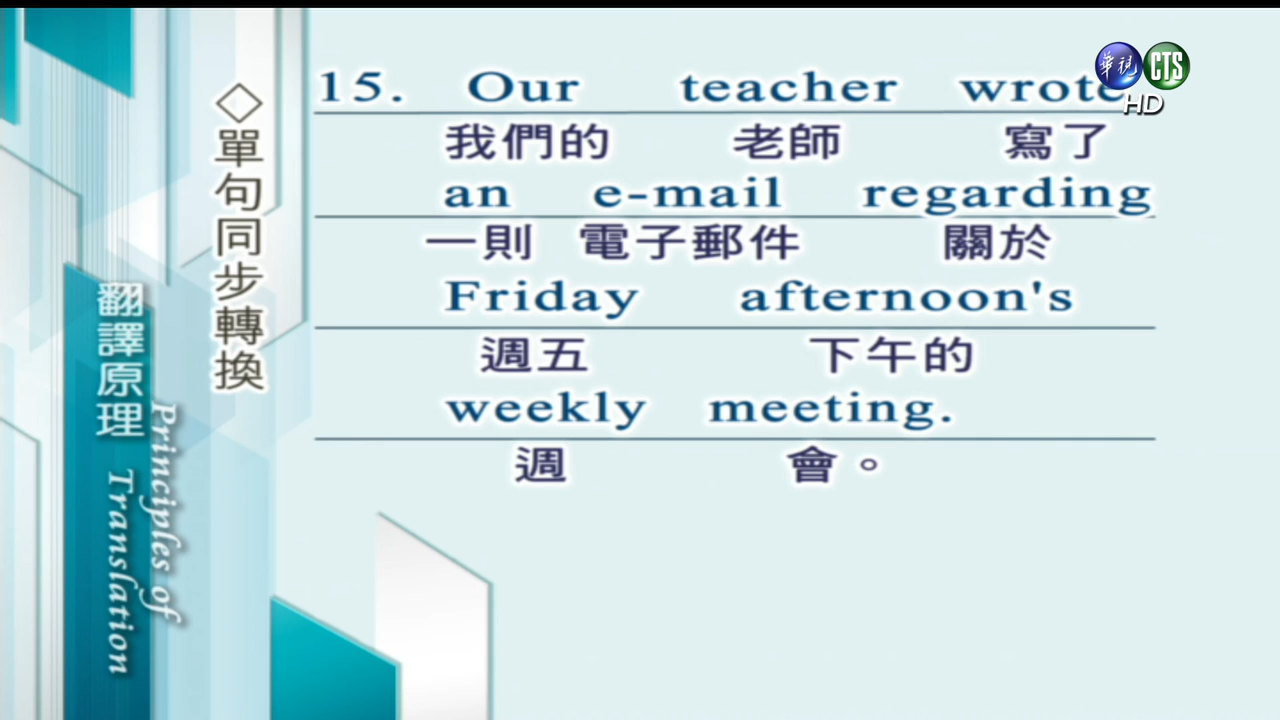 華視 CTS
HD
◇單句同步轉換
翻譯原理
Principles of
Translation
15. Our teacher wrote
我們的 老師 寫了
an e-mail regarding
一則 電子郵件 關於
Friday afternoon's
週五 下午的
weekly meeting.
週 會。